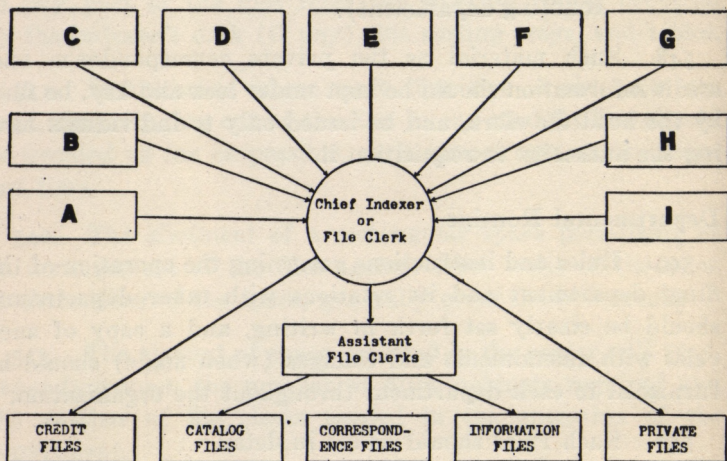 C D E F G
B H
Chief Indexer
or
File Clerk
A I
Assistant
File Clerks
CREDIT
FILES
CATALOG
FILES
CORRESPOND-
ENCE FILES
INFORMATION
FILES
PRIVATE
FILES